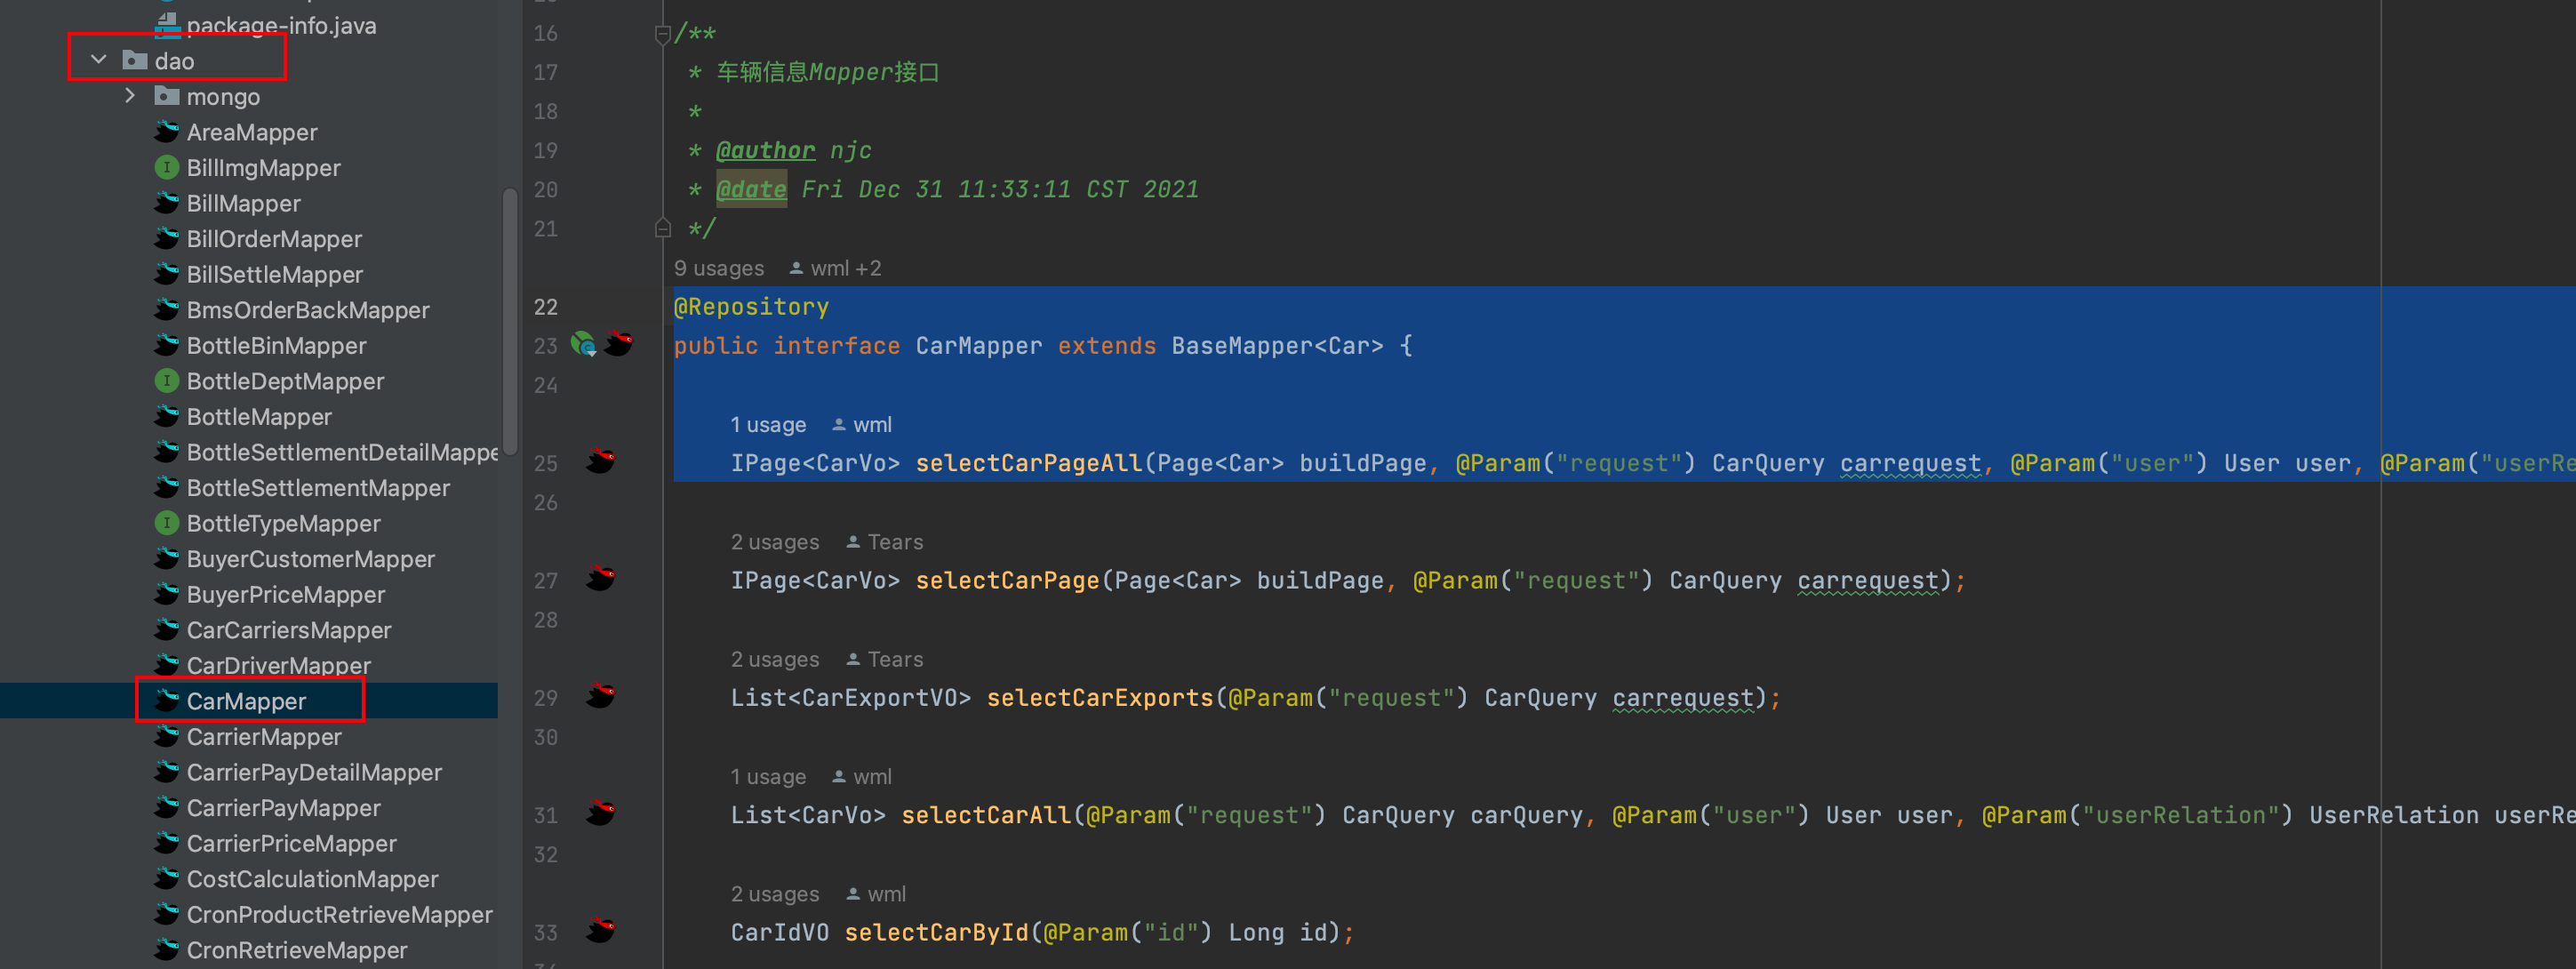 package-info.java
dao
mongo
AreaMapper
BillImgMapper
BillMapper
BillOrderMapper
BillSettleMapper
BmsOrderBackMapper
BottleBinMapper
BottleDeptMapper
BottleMapper
BottleSettlementDetailMappe
BottleSettlementMapper
BottleTypeMapper
BuyerCustomerMapper
BuyerPriceMapper
CarCarriersMapper
CarDriverMapper
CarMapper
CarrierMapper
CarrierPayDetailMapper
CarrierPayMapper
CarrierPriceMapper
CostCalculationMapper
CronProductRetrieveMapper
CronRetrieveMapper
16 /**
17 * 车辆信息Mapper接口
18 *
19 * @author njc
20 * @date Fri Dec 31 11:33:11 CST 2021
21 */
9 usages wml +2
22 @Repository
23 public interface CarMapper extends BaseMapper<Car> {
24
1 usage wml
25 IPage<CarVo> selectCarPageAll(Page<Car> buildPage, @Param("request") CarQuery carrequest, @Param("user") User user, @Param("userRe
26
2 usages Tears
27 IPage<CarVo> selectCarPage(Page<Car> buildPage, @Param("request") CarQuery carrequest);
28
2 usages Tears
29 List<CarExportVO> selectCarExports(@Param("request") CarQuery carrequest);
30
1 usage wml
31 List<CarVo> selectCarAll(@Param("request") CarQuery carQuery, @Param("user") User user, @Param("userRelation") UserRelation userRe
32
2 usages wml
33 CarIdVO selectCarById(@Param("id") Long id);